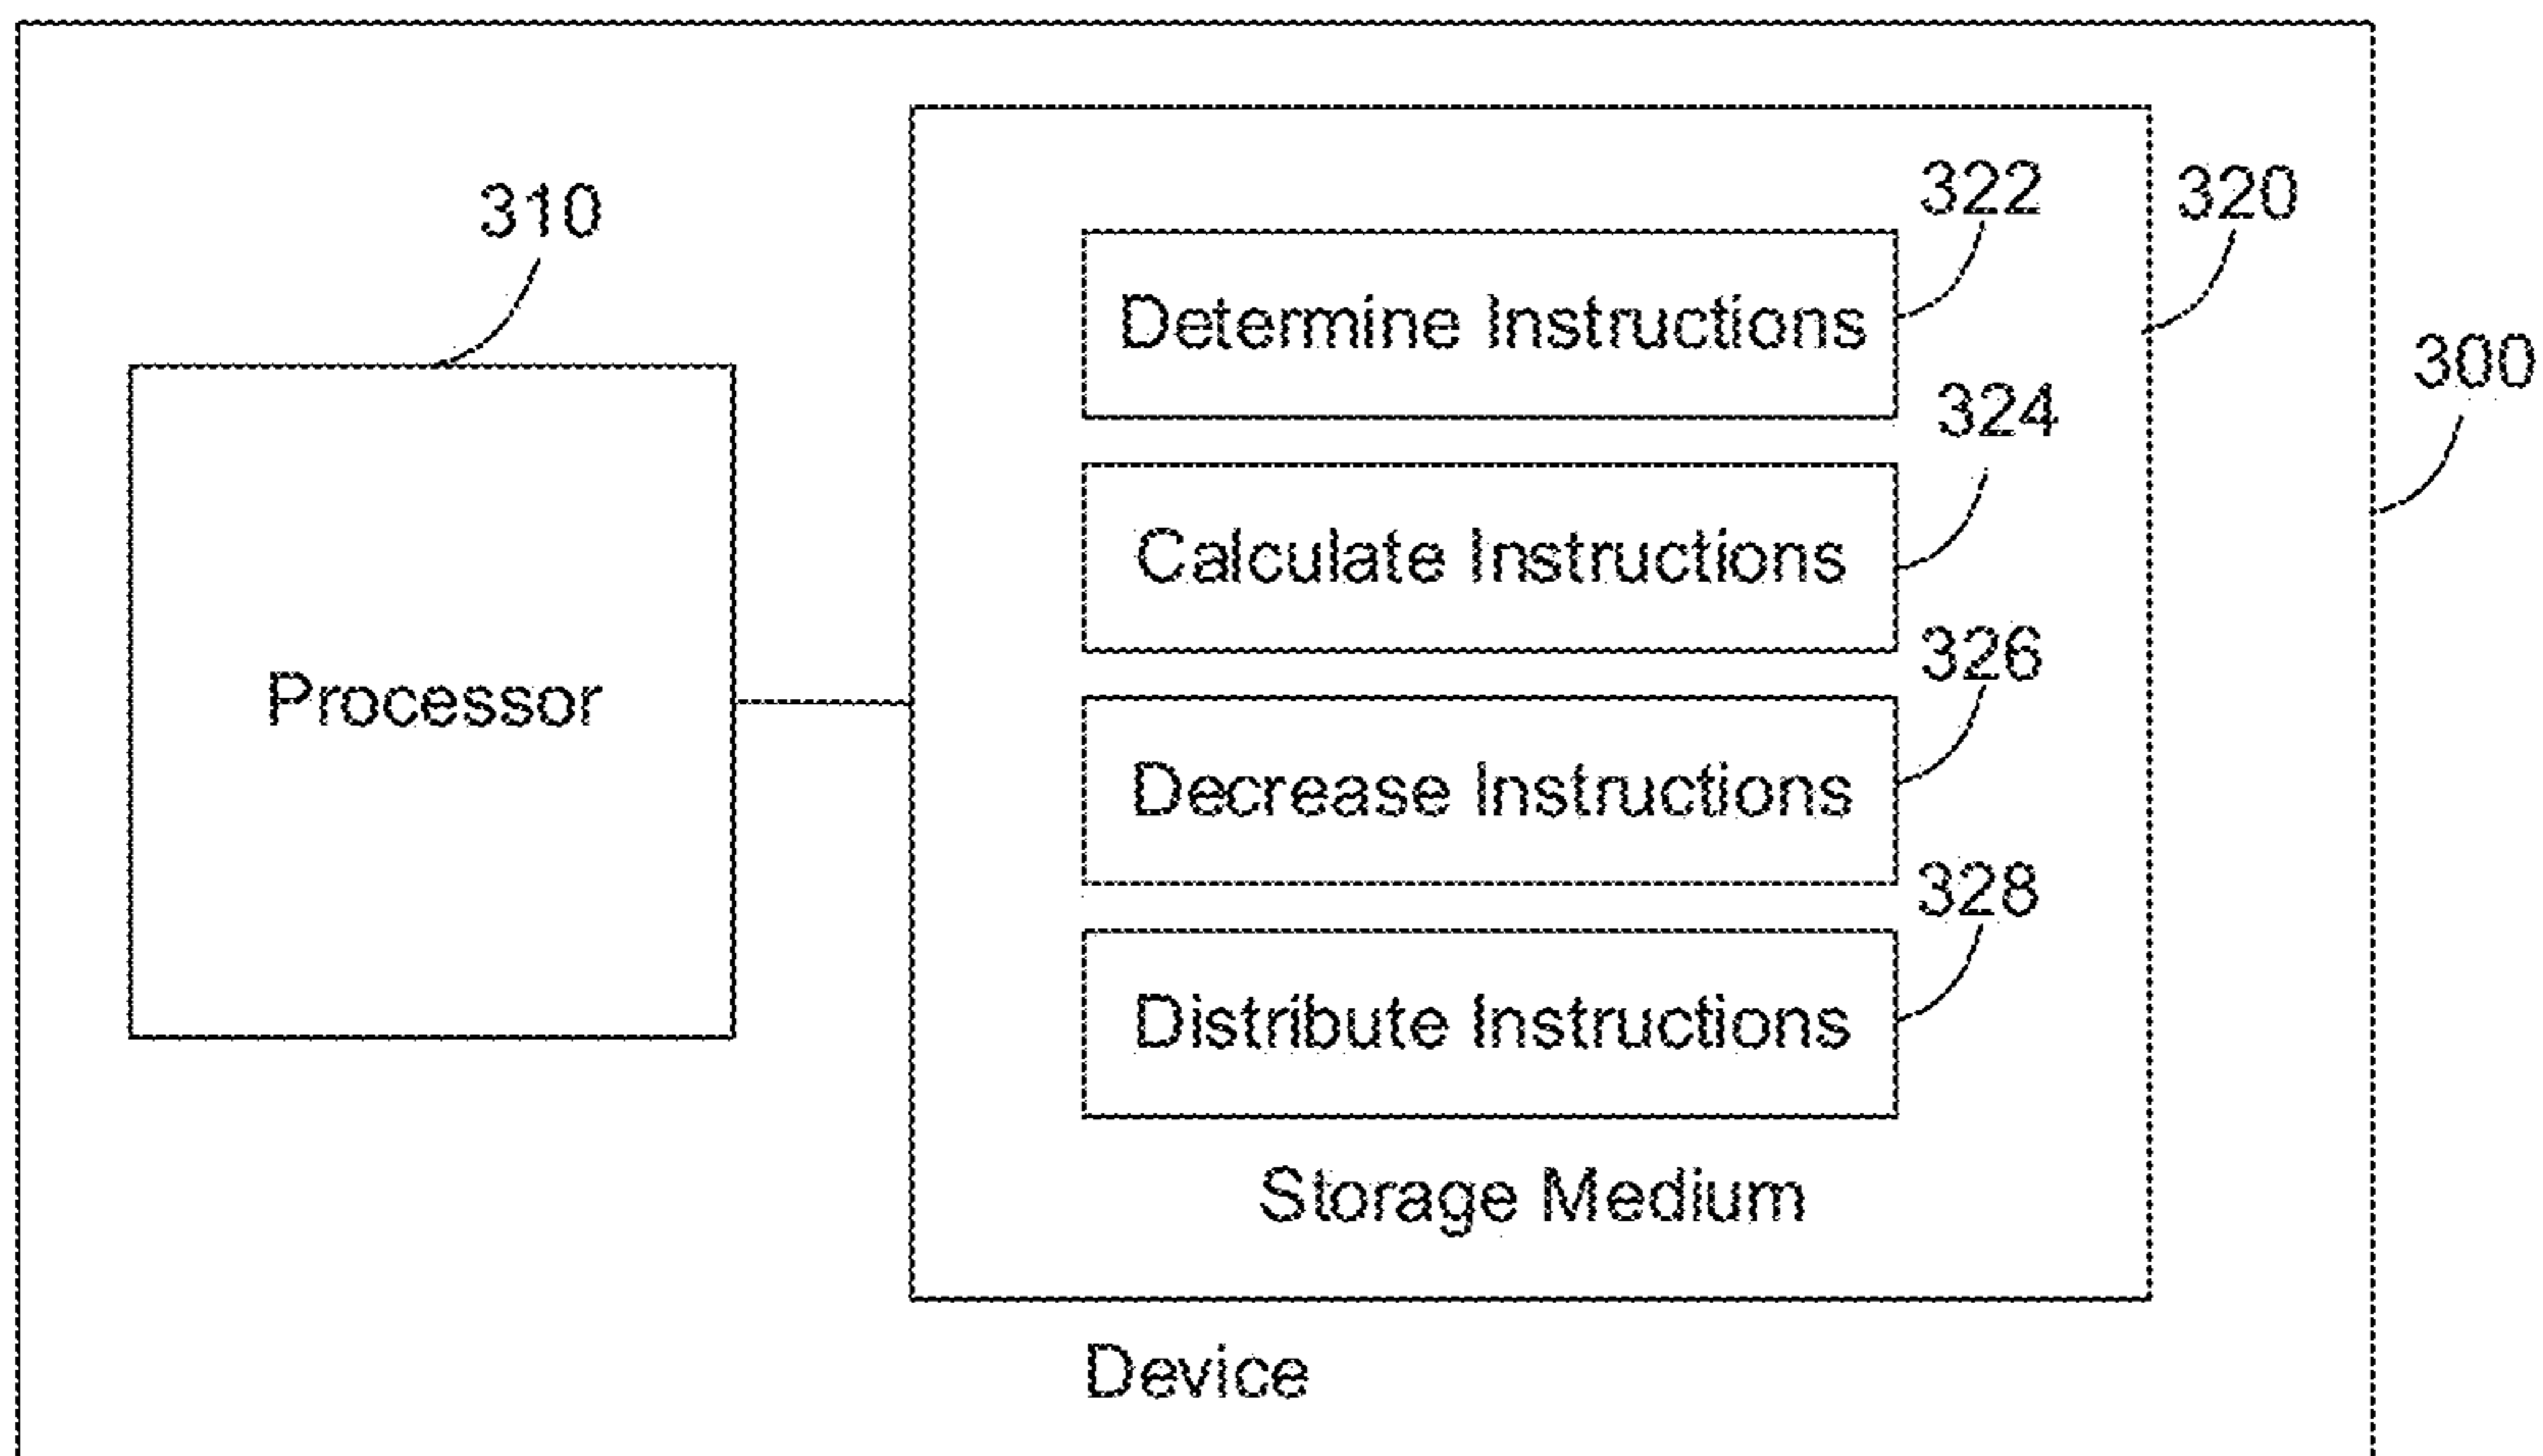 322
320
310
Determine Instructions
300
324
Calculate Instructions
326
Processor
Decrease Instructions
328
Distribute Instructions
Storage Medium
Device